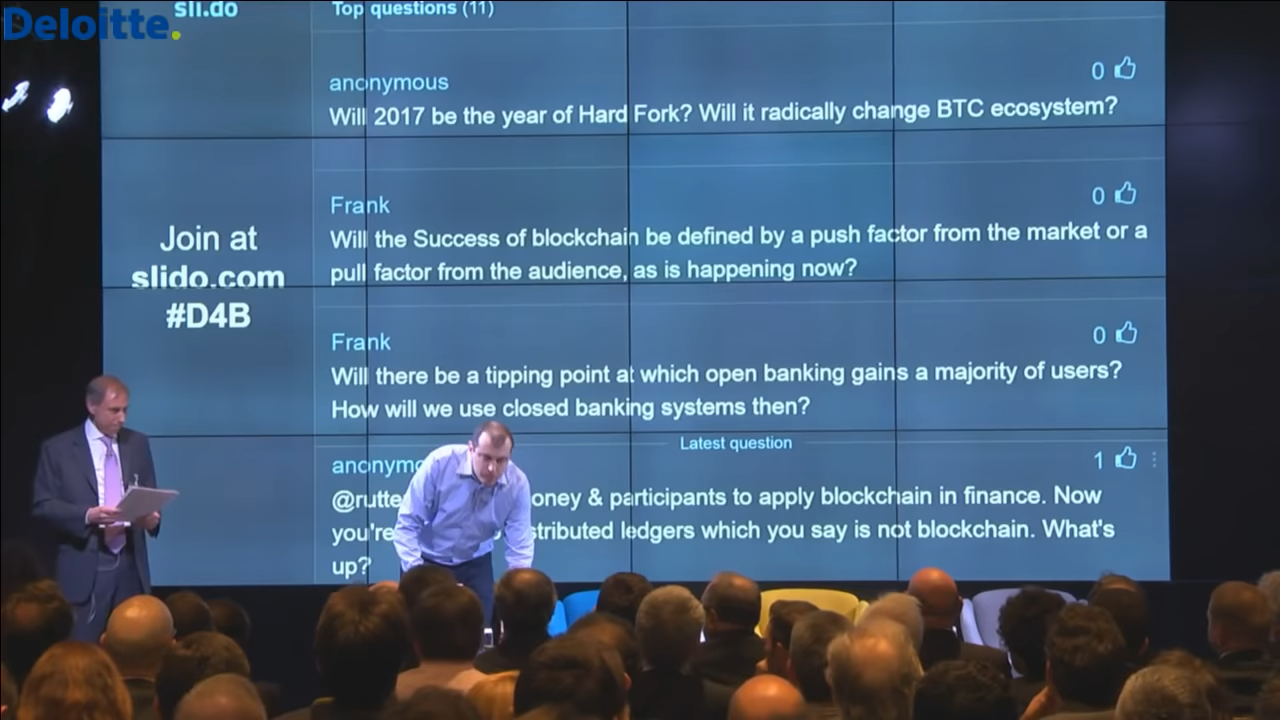 Deloitte.
sli.do
Top questions (11)
anonymous
0
Will 2017 be the year of Hard Fork? Will it radically change BTC ecosystem?
Join at
slido.com
#D4B
Frank
0
Will the Success of blockchain be defined by a push factor from the market or a
pull factor from the audience, as is happening now?
Frank
0
Will there be a tipping point at which open banking gains a majority of users?
How will we use closed banking systems then?
Latest question
1
& participants to apply blockchain in finance. Now
ledgers which you say is not blockchain. What's
up?